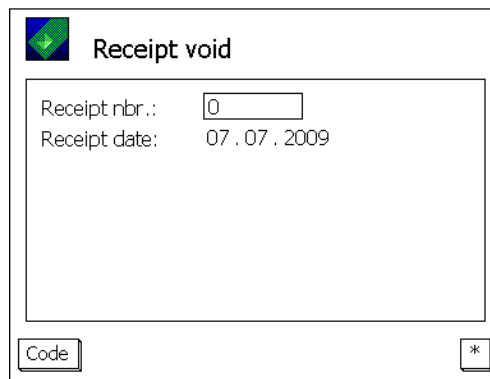 Receipt void
Receipt nbr.: 0
Receipt date: 07 . 07 . 2009
Code *